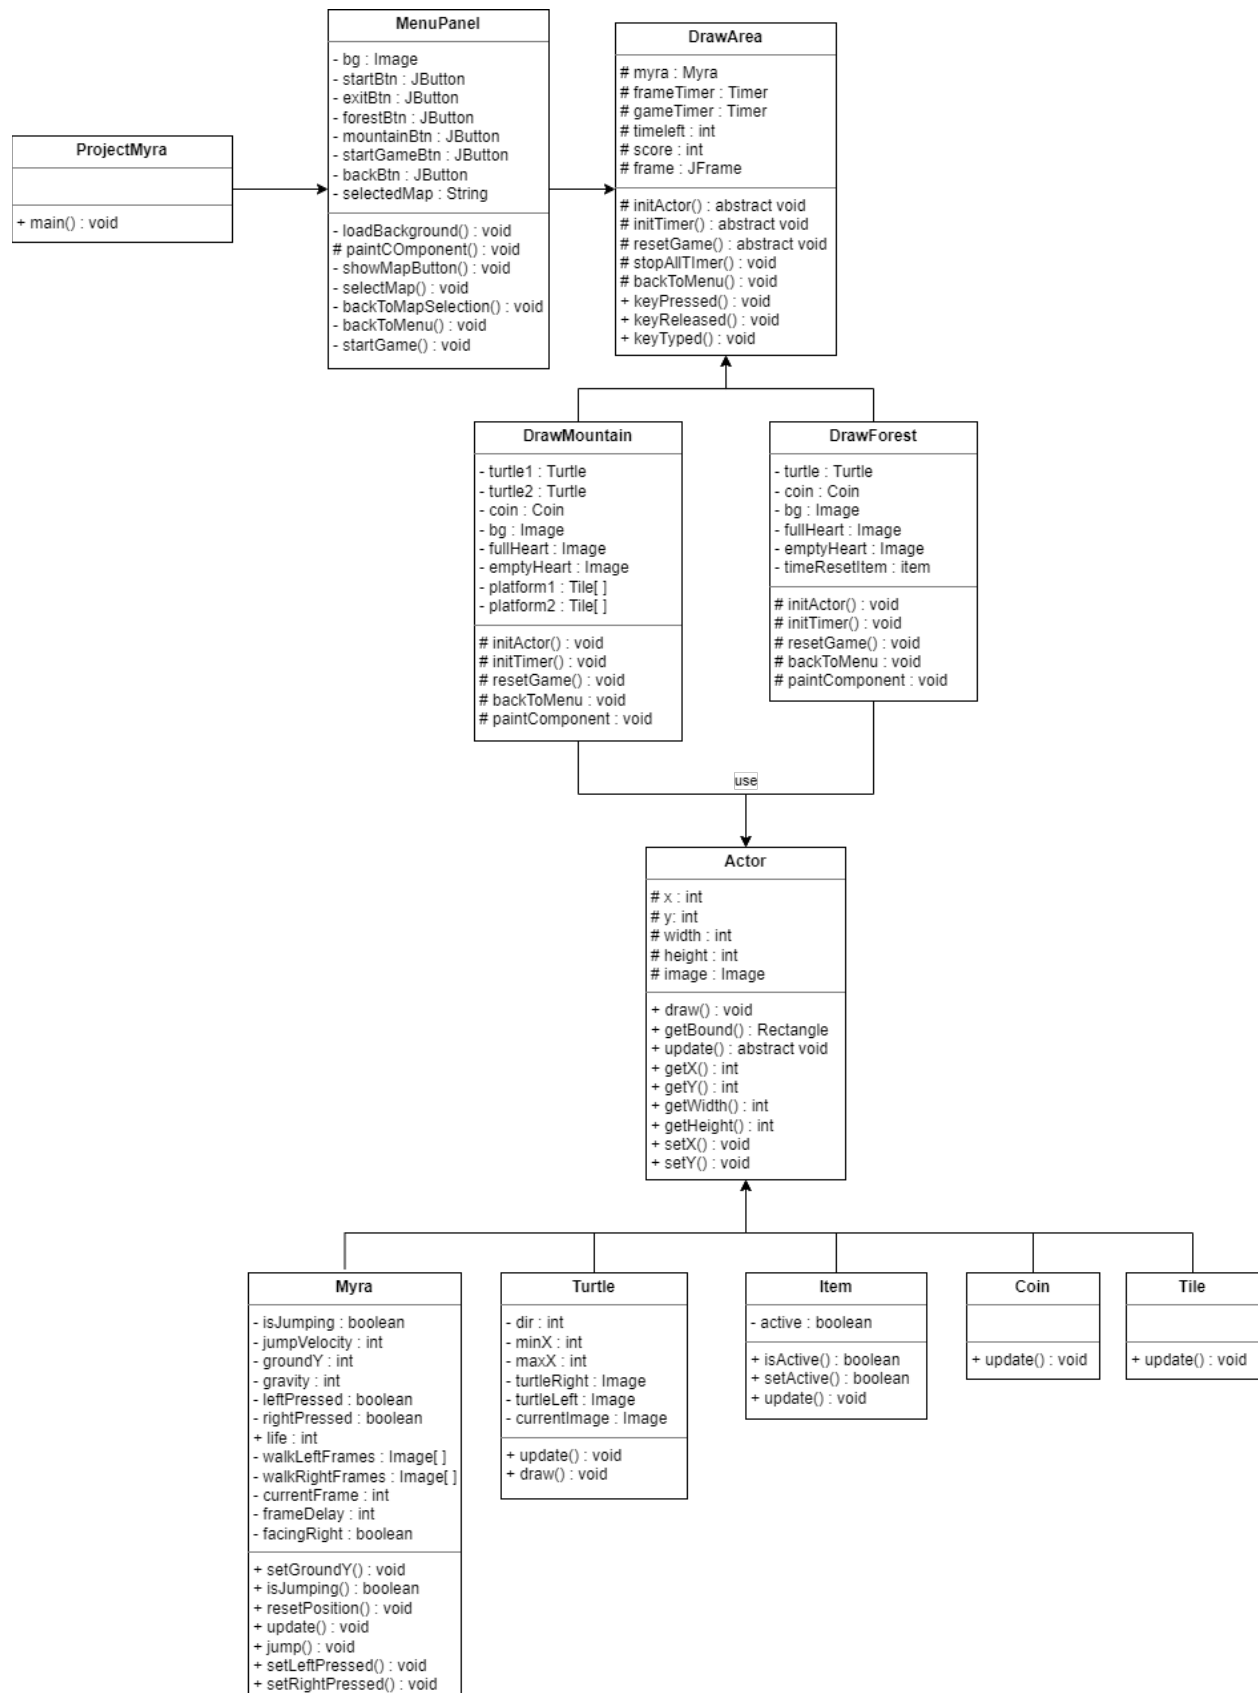 MenuPanel
- bg : Image
- startBtn : JButton
- exitBtn : JButton
- forestBtn : JButton
- mountainBtn : JButton
- startGameBtn : JButton
- backBtn : JButton
- selectedMap : String
- loadBackground() : void
# paintCOmponent() : void
- showMapButton() : void
- selectMap() : void
- backToMapSelection() : void
- backToMenu() : void
- startGame() : void
DrawArea
# myra : Myra
# frameTimer : Timer
# gameTimer : Timer
# timeleft : int
# score : int
# frame : JFrame
# initActor() : abstract void
# initTimer() : abstract void
# resetGame() : abstract void
# stopAllTImer() : void
# backToMenu() : void
+ keyPressed() : void
+ keyReleased() : void
+ keyTyped() : void
ProjectMyra
+ main() : void
DrawMountain
- turtle1 : Turtle
- turtle2 : Turtle
- coin : Coin
- bg : Image
- fullHeart : Image
- emptyHeart : Image
- platform1 : Tile[ ]
- platform2 : Tile[ ]
# initActor() : void
# initTimer() : void
# resetGame() : void
# backToMenu : void
# paintComponent : void
DrawForest
- turtle : Turtle
- coin : Coin
- bg : Image
- fullHeart : Image
- emptyHeart : Image
- timeResetItem : item
# initActor() : void
# initTimer() : void
# resetGame() : void
# backToMenu : void
# paintComponent : void
use
Actor
# x : int
# y: int
# width : int
# height : int
# image : Image
+ draw() : void
+ getBound() : Rectangle
+ update() : abstract void
+ getX() : int
+ getY() : int
+ getWidth() : int
+ getHeight() : int
+ setX() : void
+ setY() : void
Myra
- isJumping : boolean
- jumpVelocity : int
- groundY : int
- gravity : int
- leftPressed : boolean
- rightPressed : boolean
+ life : int
- walkLeftFrames : Image[ ]
- walkRightFrames : Image[ ]
- currentFrame : int
- frameDelay : int
- facingRight : boolean
+ setGroundY() : void
+ isJumping() : boolean
+ resetPosition() : void
+ update() : void
+ jump() : void
+ setLeftPressed() : void
+ setRightPressed() : void
Turtle
- dir : int
- minX : int
- maxX : int
- turtleRight : Image
- turtleLeft : Image
- currentImage : Image
+ update() : void
+ draw() : void
Item
- active : boolean
+ isActive() : boolean
+ setActive() : boolean
+ update() : void
Coin
+ update() : void
Tile
+ update() : void